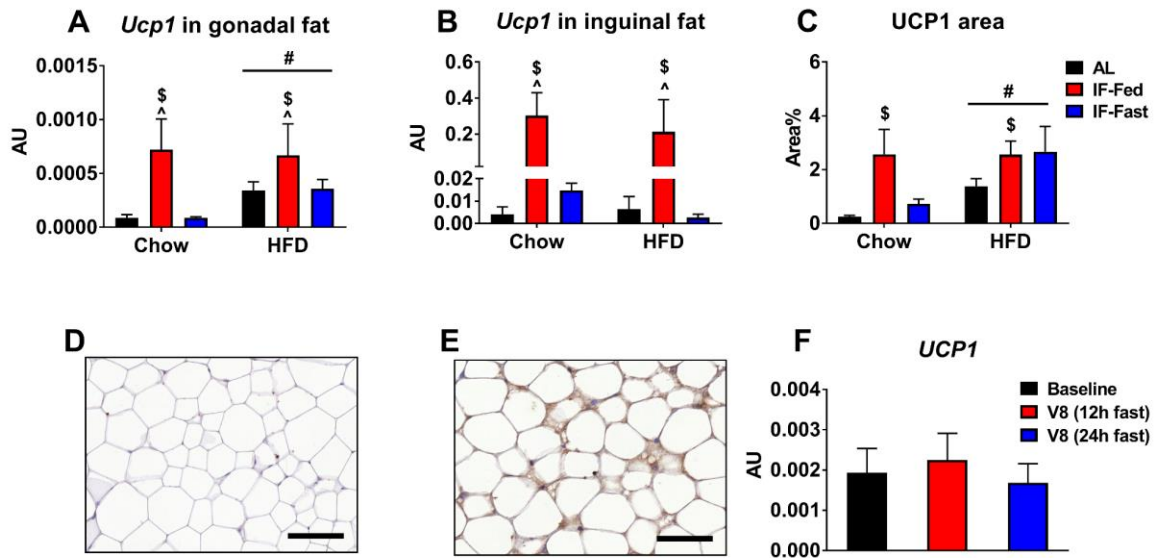 A
Ucp1 in gonadal fat
0.0015
0.0010
0.0005
0.0000
AU
$
^
$
^
#
Chow
HFD
B
Ucp1 in inguinal fat
0.6
0.4
0.2
0.02
0.01
0.00
AU
$
^
$
^
Chow
HFD
C
UCP1 area
6
4
2
0
Area%
$
$
#
Chow
HFD
AL
IF-Fed
IF-Fast
D
E
F
UCP1
0.004
0.003
0.002
0.001
0.000
AU
Baseline
V8 (12h fast)
V8 (24h fast)